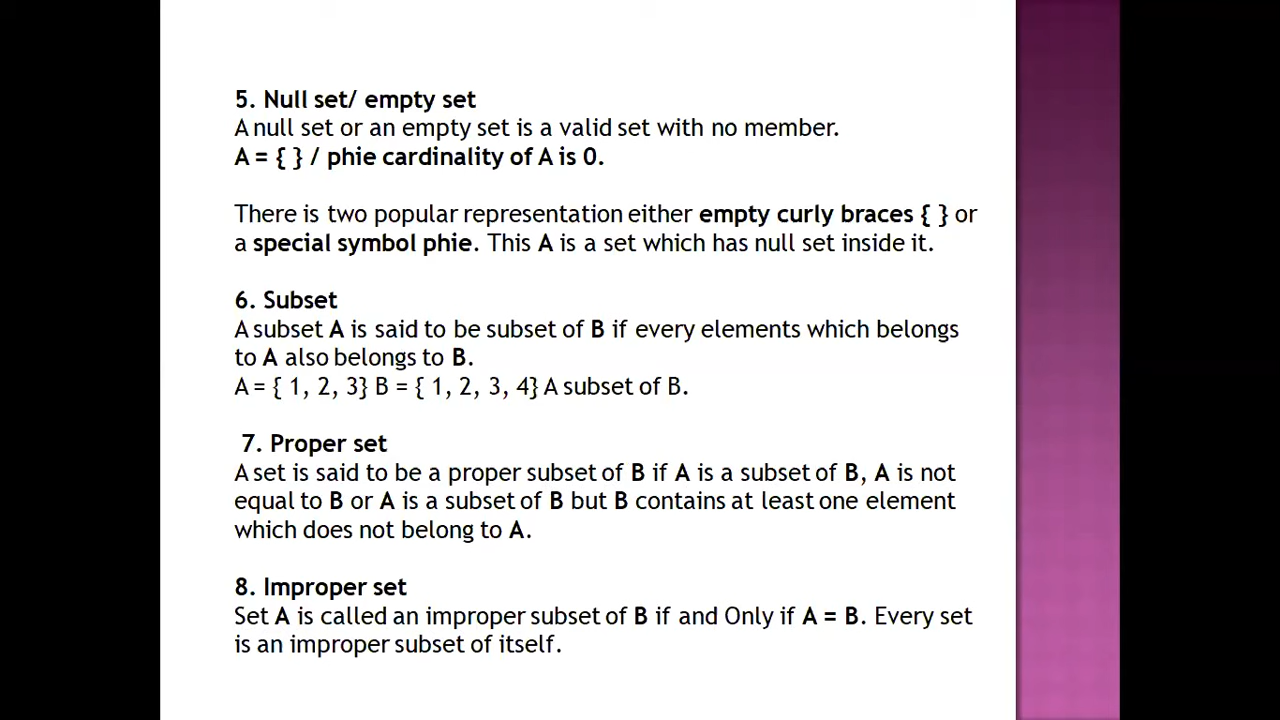 5. Null set/ empty set
A null set or an empty set is a valid set with no member.
A = { } / phie cardinality of A is 0.
There is two popular representation either empty curly braces { } or
a special symbol phie. This A is a set which has null set inside it.
6. Subset
A subset A is said to be subset of B if every elements which belongs
to A also belongs to B.
A = { 1, 2, 3} B = { 1, 2, 3, 4} A subset of B.
7. Proper set
A set is said to be a proper subset of B if A is a subset of B, A is not
equal to B or A is a subset of B but B contains at least one element
which does not belong to A.
8. Improper set
Set A is called an improper subset of B if and Only if A = B. Every set
is an improper subset of itself.